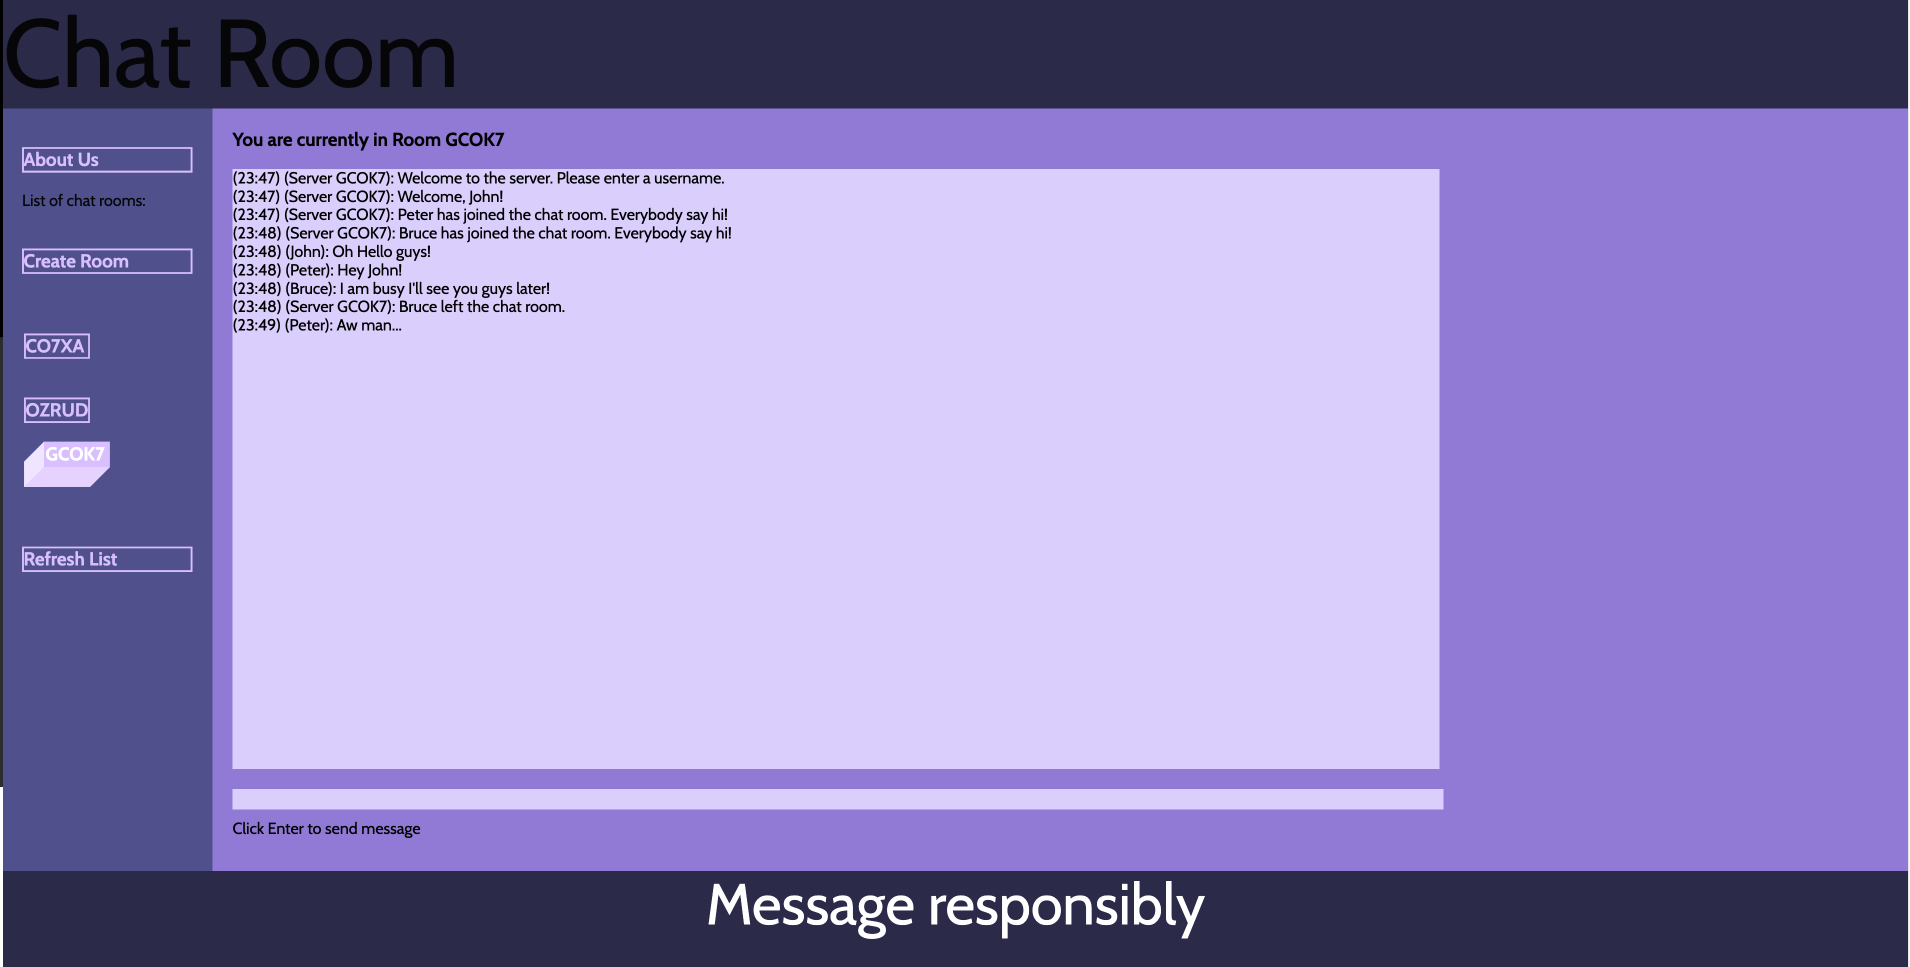 Chat Room
About Us
List of chat rooms:
Create Room
CO7XA
OZRUD
GCOK7
Refresh List
You are currently in Room GCOK7
(23:47) (Server GCOK7): Welcome to the server. Please enter a username.
(23:47) (Server GCOK7): Welcome, John!
(23:47) (Server GCOK7): Peter has joined the chat room. Everybody say hi!
(23:48) (Server GCOK7): Bruce has joined the chat room. Everybody say hi!
(23:48) (John): Oh Hello guys!
(23:48) (Peter): Hey John!
(23:48) (Bruce): I am busy I'll see you guys later!
(23:48) (Server GCOK7): Bruce left the chat room.
(23:49) (Peter): Aw man...
Click Enter to send message
Message responsibly